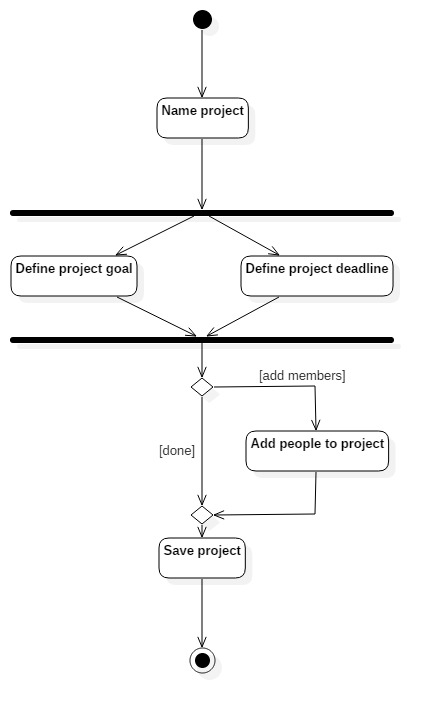 Name project
Define project goal
Define project deadline
[add members]
Add people to project
[done]
Save project